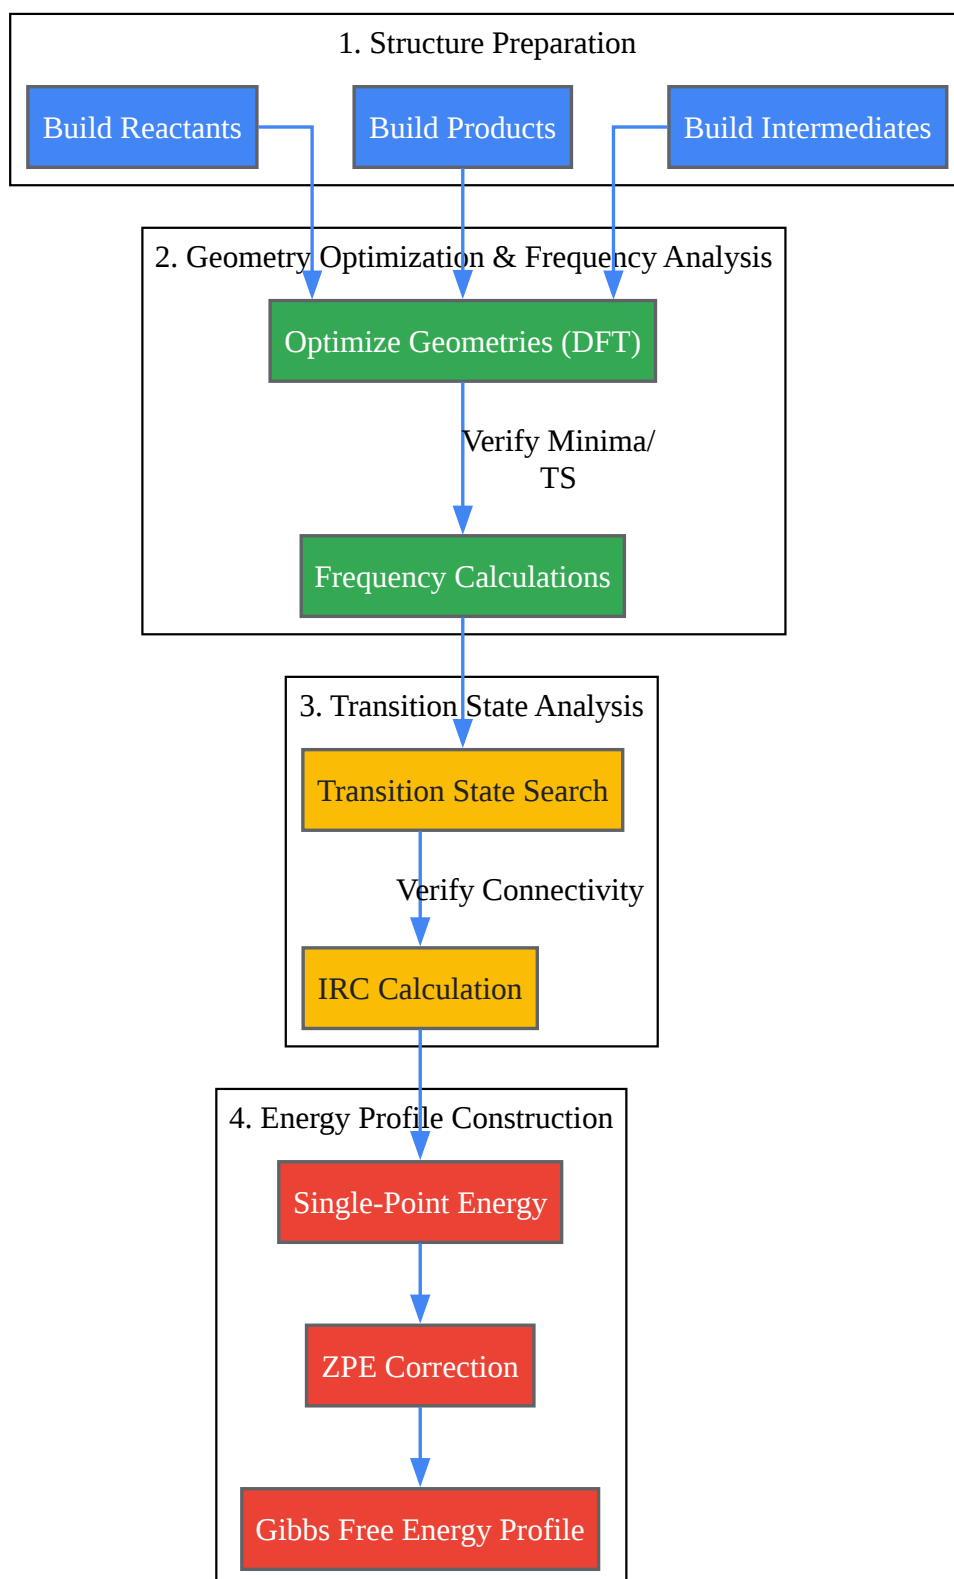 1. Structure Preparation
Build Reactants
Build Products
Build Intermediates
2. Geometry Optimization & Frequency Analysis
Optimize Geometries (DFT)
Verify Minima/
TS
Frequency Calculations
3. Transition State Analysis
Transition State Search
Verify Connectivity
IRC Calculation
4. Energy Profile Construction
Single-Point Energy
ZPE Correction
Gibbs Free Energy Profile